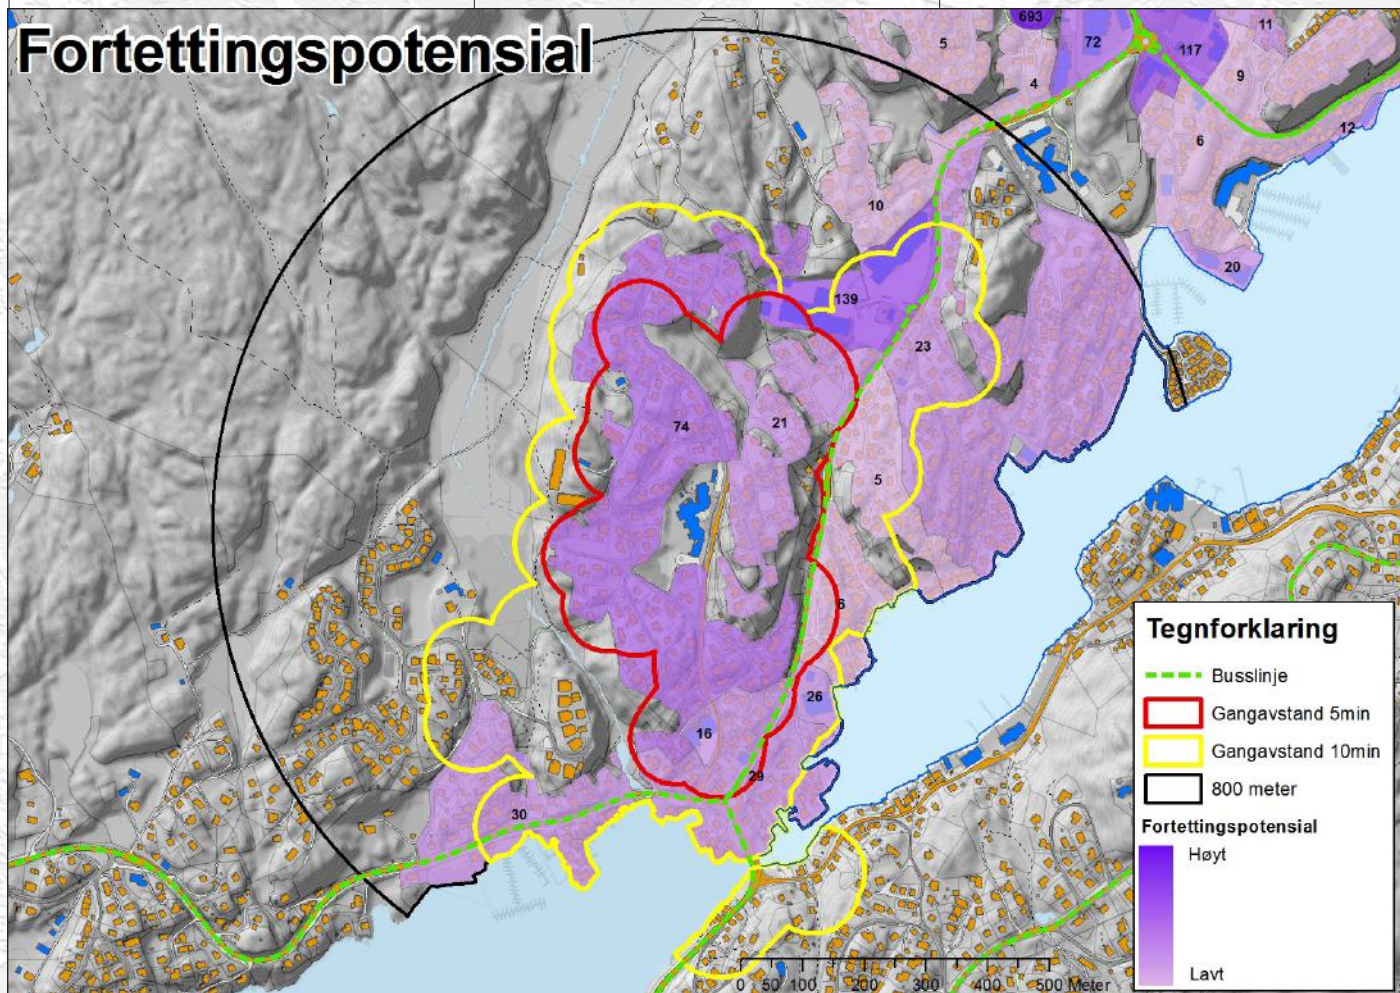 Fortettingspotensial
693
11
5
72
117
4
9
12
6
10
20
139
23
74
21
5
6
26
16
29
30
Tegnforklaring
Busslinje
Gangavstand 5min
Gangavstand 10min
800 meter
Fortettingspotensial
Høyt
Lavt
0 50 100 200 300 400 500 Meter